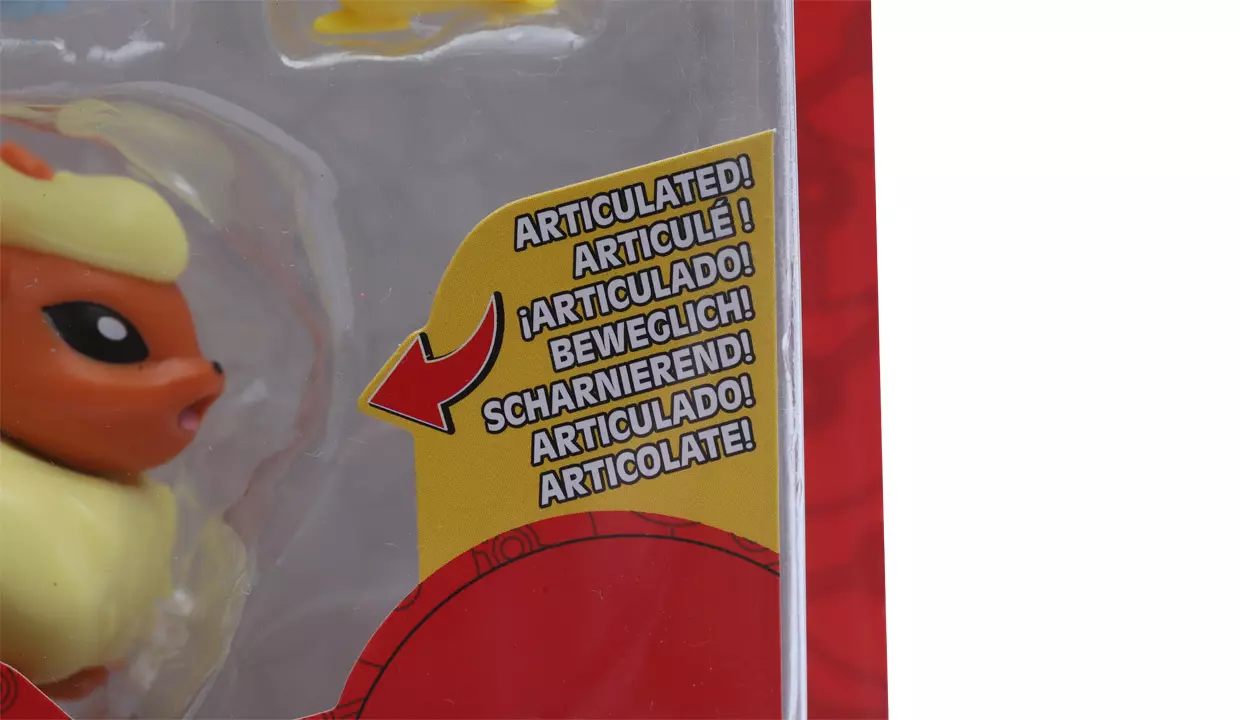 ARTICULATED!
ARTICULÉ !
¡ARTICULADO!
BEWEGLICH!
SCHARNIEREND!
ARTICULADO!
ARTICOLATE!